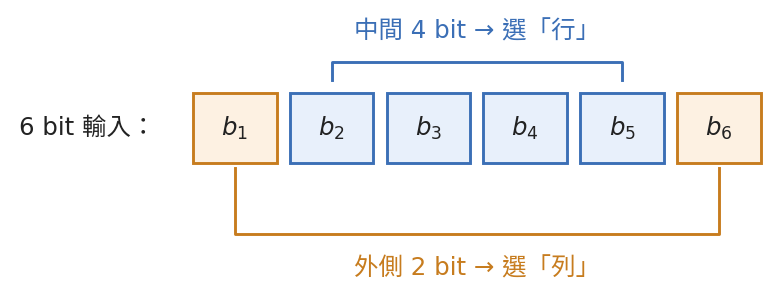 中間 4 bit → 選「行」
6 bit 輸入：
b₁ b₂ b₃ b₄ b₅ b₆
外側 2 bit → 選「列」